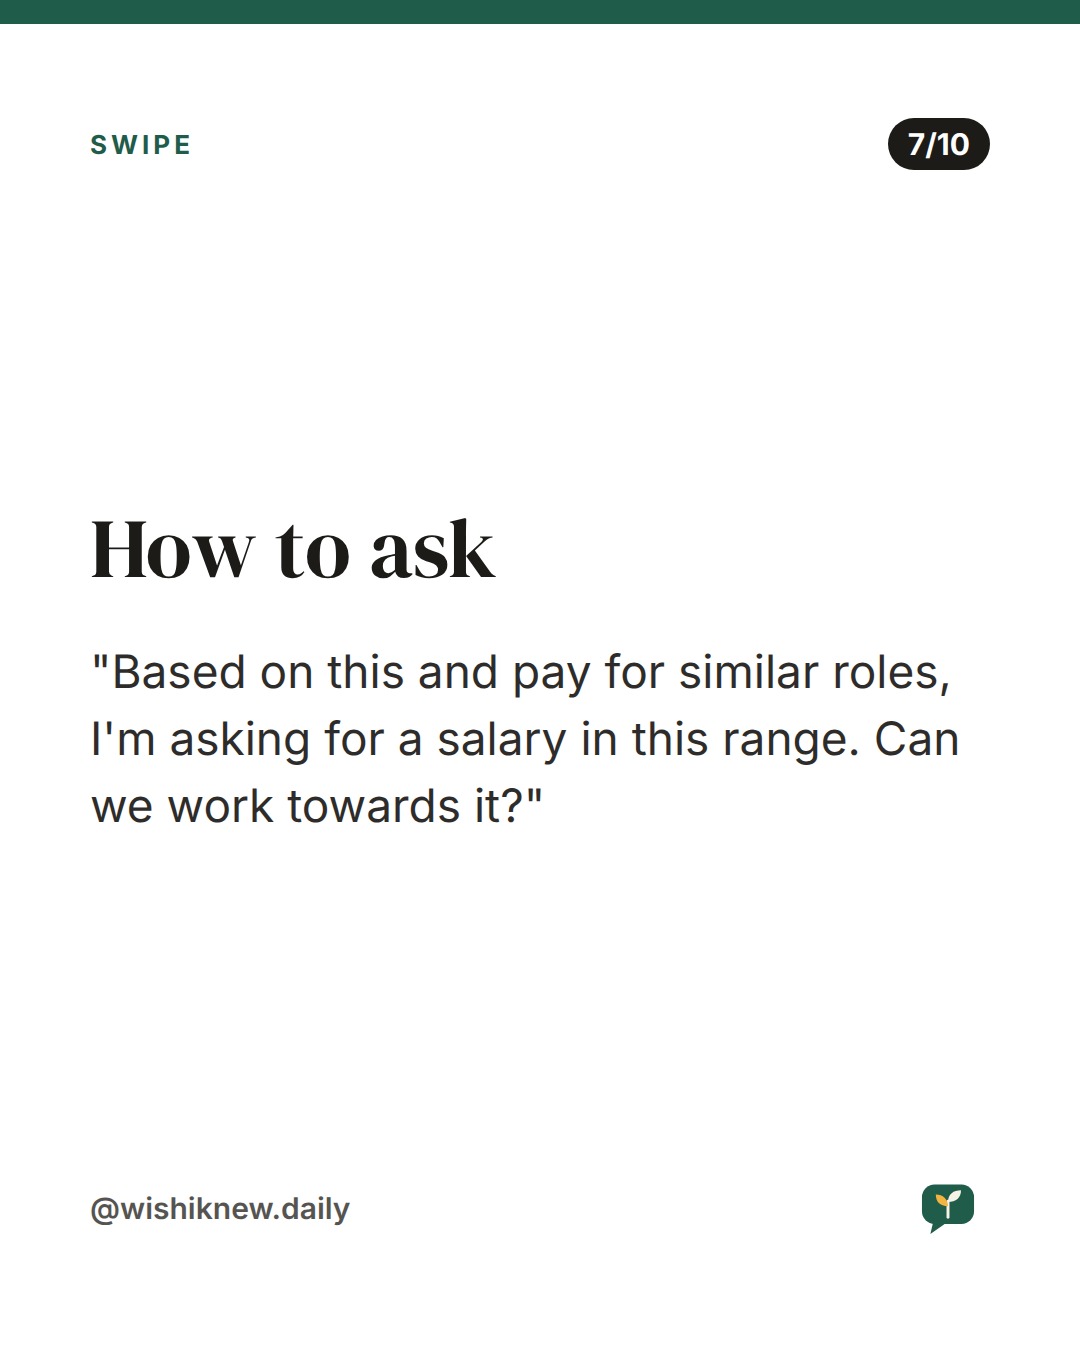 SWIPE
7/10
How to ask
"Based on this and pay for similar roles,
I'm asking for a salary in this range. Can
we work towards it?"
@wishiknew.daily